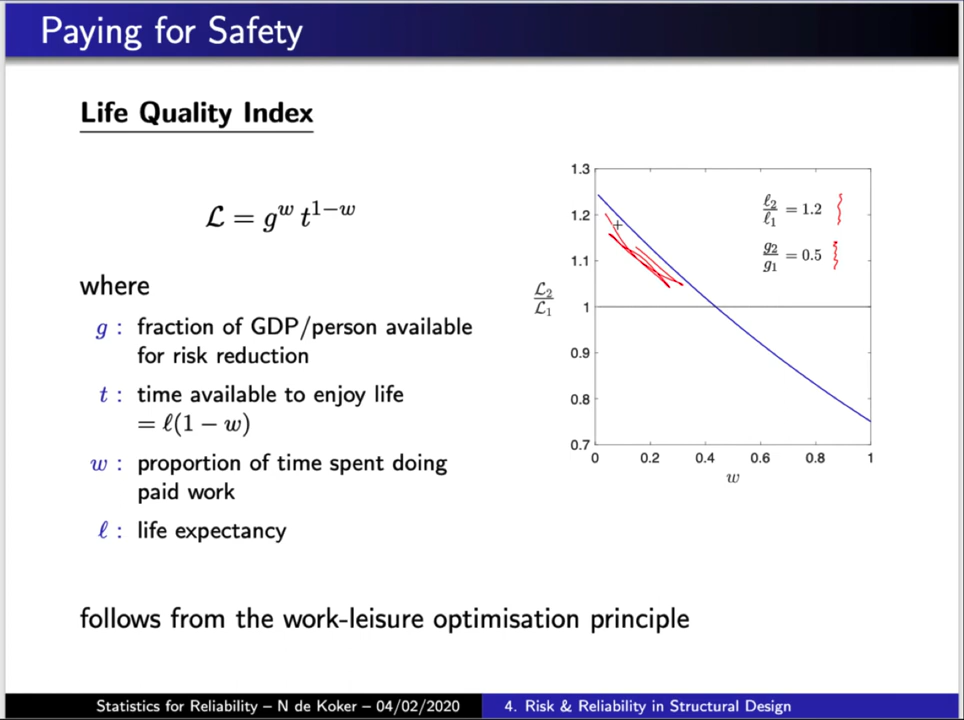 Paying for Safety
Life Quality Index
ℒ = g^w t^{1−w}
where
g : fraction of GDP/person available
for risk reduction
t : time available to enjoy life
= ℓ(1 − w)
w : proportion of time spent doing
paid work
ℓ : life expectancy
1.3
1.2
1.1
1
0.9
0.8
0.7
ℒ2/ℒ1
ℓ2/ℓ1 = 1.2
g2/g1 = 0.5
0 0.2 0.4 0.6 0.8 1
w
follows from the work-leisure optimisation principle
Statistics for Reliability – N de Koker – 04/02/2020
4. Risk & Reliability in Structural Design